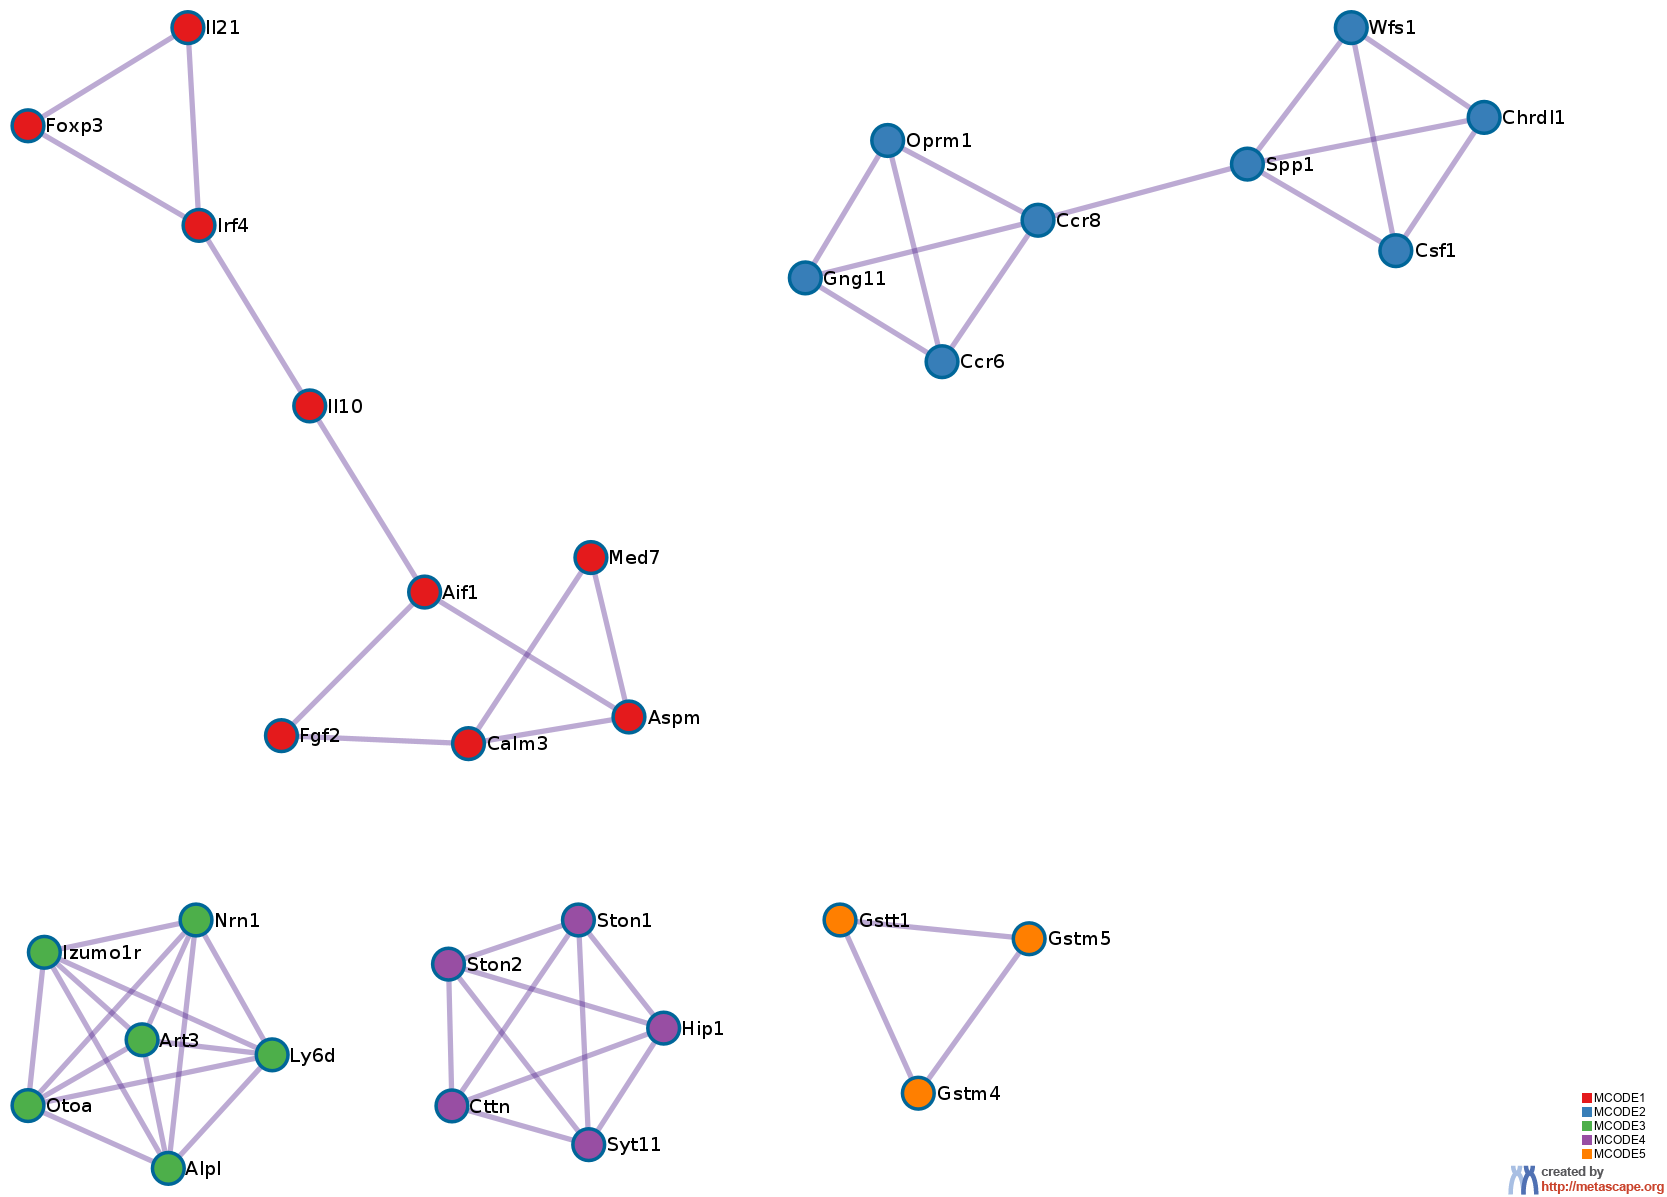 Il21
Foxp3
Irf4
Il10
Aif1
Med7
Fgf2
Calm3
Aspm
Wfs1
Chrdl1
Oprm1
Spp1
Ccr8
Csf1
Gng11
Ccr6
Nrn1
Izumo1r
Art3
Ly6d
Otoa
Alpl
Ston1
Ston2
Hip1
Cttn
Syt11
Gstt1
Gstm5
Gstm4
MCODE1
MCODE2
MCODE3
MCODE4
MCODE5
created by
http://metascape.org